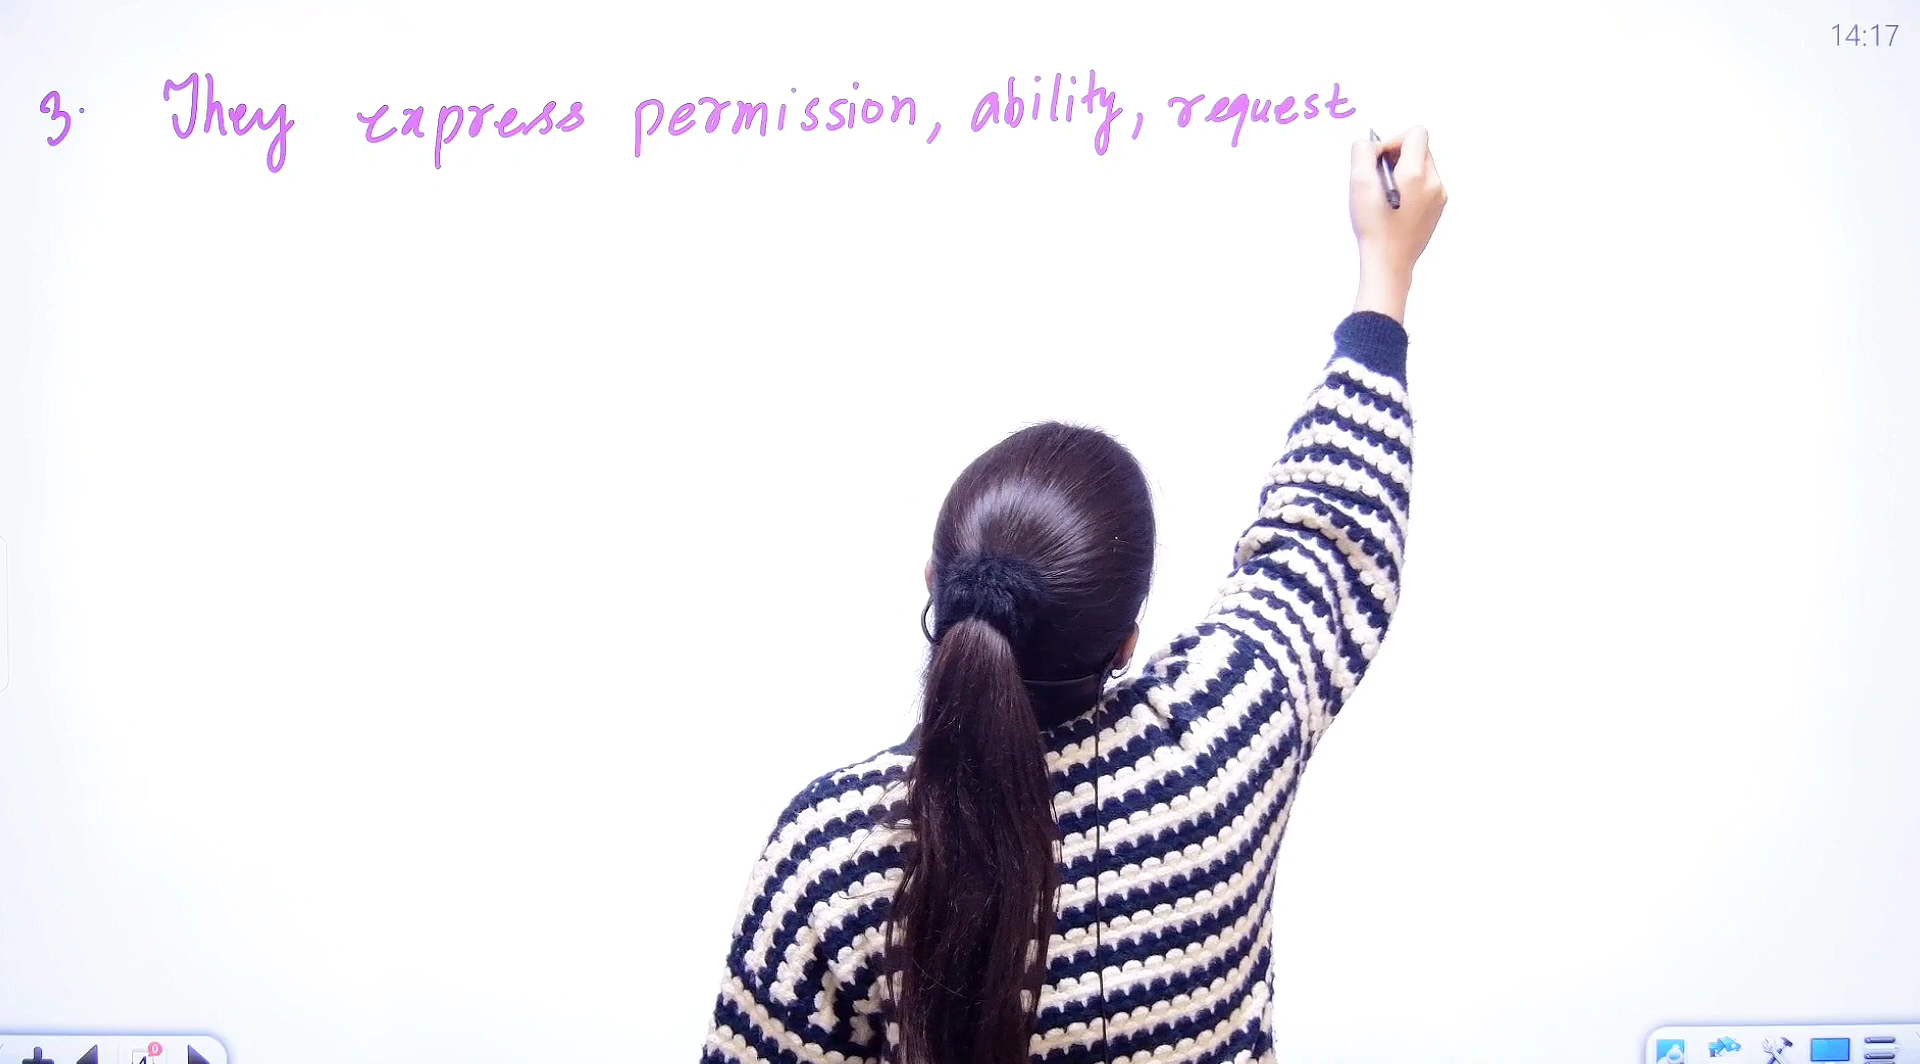 14:17
3. They express permission, ability, request